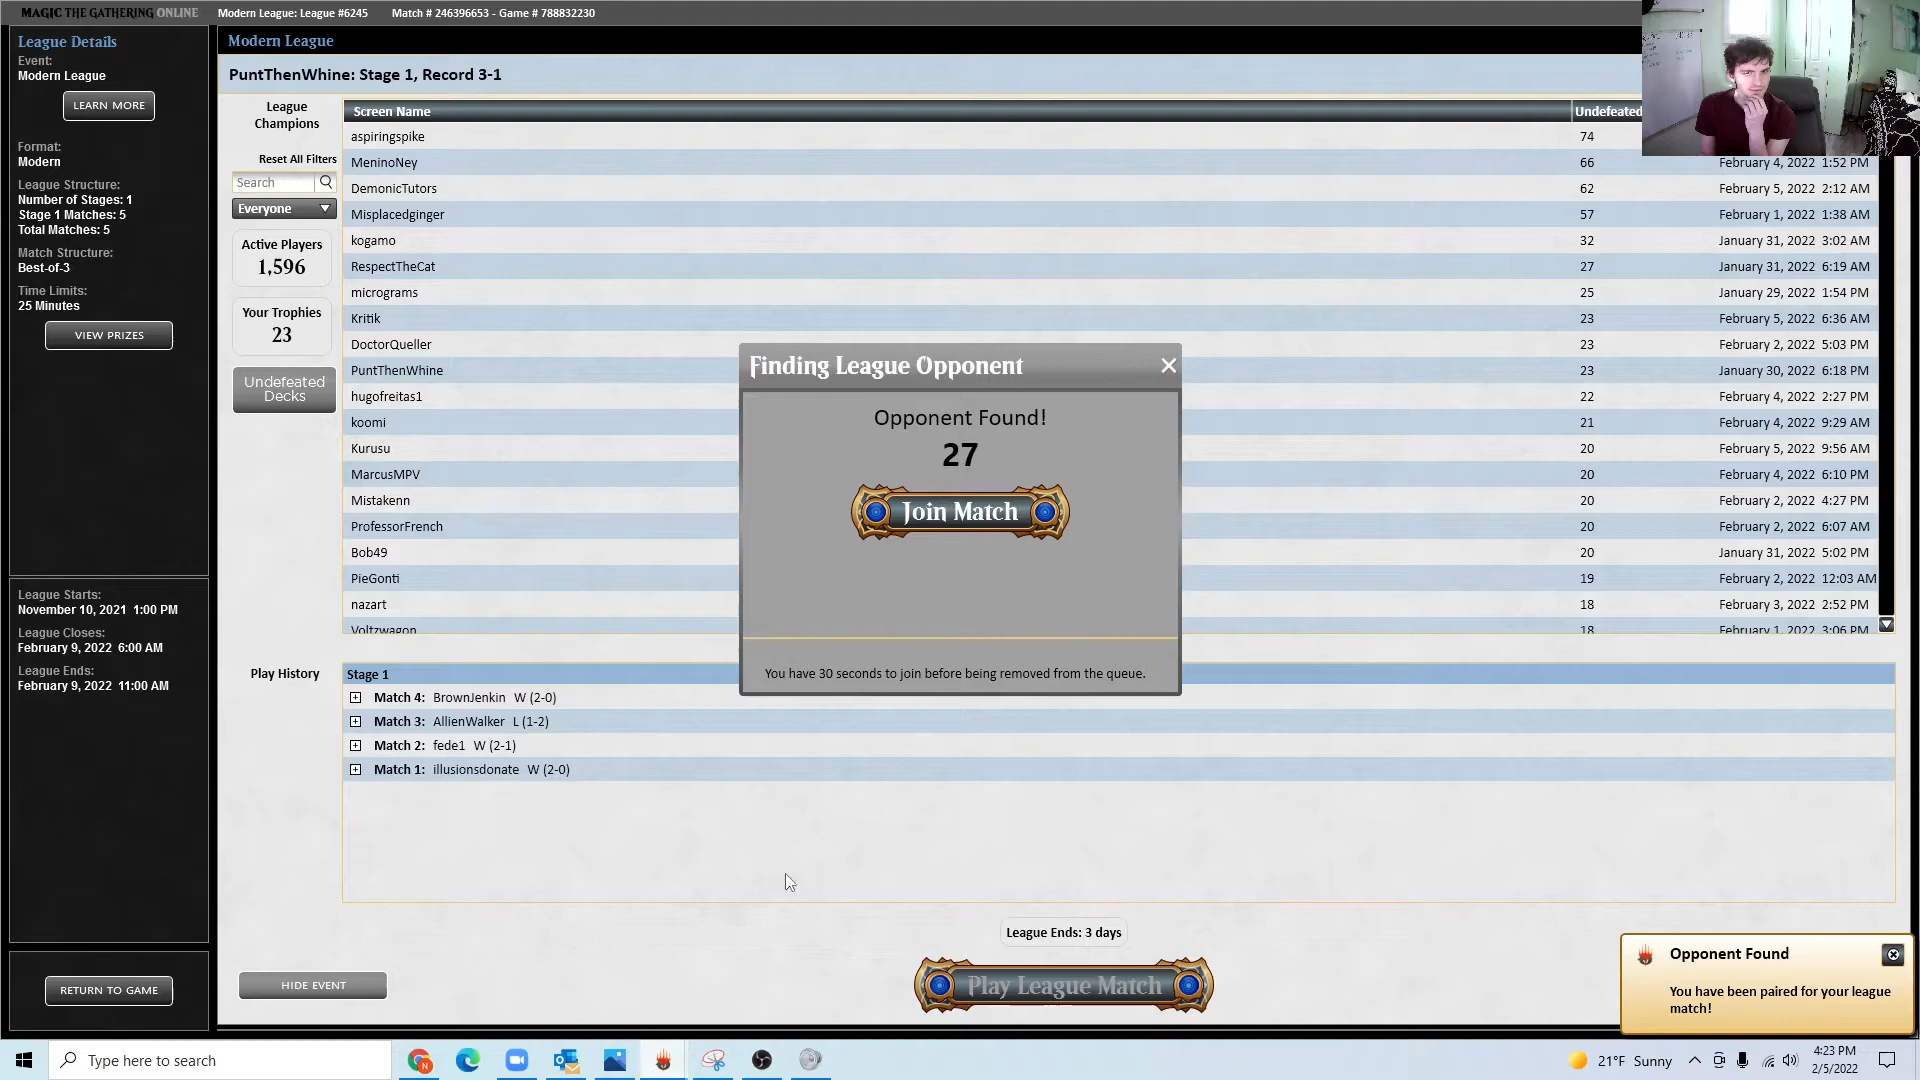 MAGIC THE GATHERING ONLINE
Modern League: League #6245
Match # 246396653 - Game # 788832230
League Details
Event:
Modern League
LEARN MORE
Format:
Modern
League Structure:
Number of Stages: 1
Stage 1 Matches: 5
Total Matches: 5
Match Structure:
Best-of-3
Time Limits:
25 Minutes
VIEW PRIZES
League Starts:
November 10, 2021 1:00 PM
League Closes:
February 9, 2022 6:00 AM
League Ends:
February 9, 2022 11:00 AM
RETURN TO GAME
Modern League
PuntThenWhine: Stage 1, Record 3-1
League
Champions
Reset All Filters
Search
Everyone
Active Players
1,596
Your Trophies
23
Undefeated
Decks
Screen Name Undefeated
aspiringspike 74
MeninoNey 66 February 4, 2022 1:52 PM
DemonicTutors 62 February 5, 2022 2:12 AM
Misplacedginger 57 February 1, 2022 1:38 AM
kogamo 32 January 31, 2022 3:02 AM
RespectTheCat 27 January 31, 2022 6:19 AM
micrograms 25 January 29, 2022 1:54 PM
Kritik 23 February 5, 2022 6:36 AM
DoctorQueller 23 February 2, 2022 5:03 PM
PuntThenWhine 23 January 30, 2022 6:18 PM
hugofreitas1 22 February 4, 2022 2:27 PM
koomi 21 February 4, 2022 9:29 AM
Kurusu 20 February 5, 2022 9:56 AM
MarcusMPV 20 February 4, 2022 6:10 PM
Mistakenn 20 February 2, 2022 4:27 PM
ProfessorFrench 20 February 2, 2022 6:07 AM
Bob49 20 January 31, 2022 5:02 PM
PieGonti 19 February 2, 2022 12:03 AM
nazart 18 February 3, 2022 2:52 PM
Voltzwagon 18 February 1, 2022 3:06 PM
Finding League Opponent
Opponent Found!
27
Join Match
You have 30 seconds to join before being removed from the queue.
Play History
Stage 1
Match 4: BrownJenkin W (2-0)
Match 3: AllienWalker L (1-2)
Match 2: fede1 W (2-1)
Match 1: illusionsdonate W (2-0)
League Ends: 3 days
HIDE EVENT
Play League Match
Opponent Found
You have been paired for your league
match!
Type here to search
21°F Sunny
4:23 PM
2/5/2022